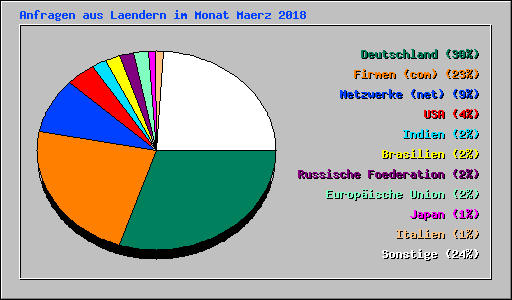 Anfragen aus Laendern im Monat Maerz 2018
Deutschland (30%)
Firmen (com) (23%)
Netzwerke (net) (9%)
USA (4%)
Indien (2%)
Brasilien (2%)
Russische Foederation (2%)
Europäische Union (2%)
Japan (1%)
Italien (1%)
Sonstige (24%)